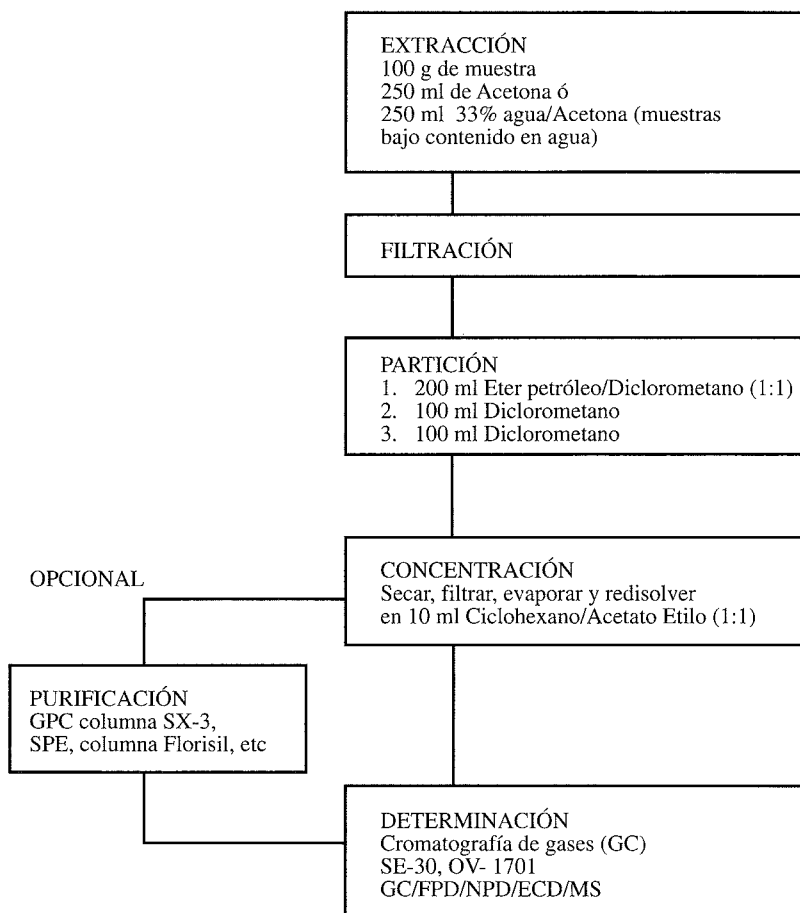 EXTRACCIÓN
100 g de muestra
250 ml de Acetona ó
250 ml 33% agua/Acetona (muestras
bajo contenido en agua)
FILTRACIÓN
PARTICIÓN
1. 200 ml Eter petróleo/Diclorometano (1:1)
2. 100 ml Diclorometano
3. 100 ml Diclorometano
OPCIONAL
CONCENTRACIÓN
Secar, filtrar, evaporar y redisolver
en 10 ml Ciclohexano/Acetato Etilo (1:1)
PURIFICACIÓN
GPC columna SX-3,
SPE, columna Florisil, etc
DETERMINACIÓN
Cromatografía de gases (GC)
SE-30, OV- 1701
GC/FPD/NPD/ECD/MS